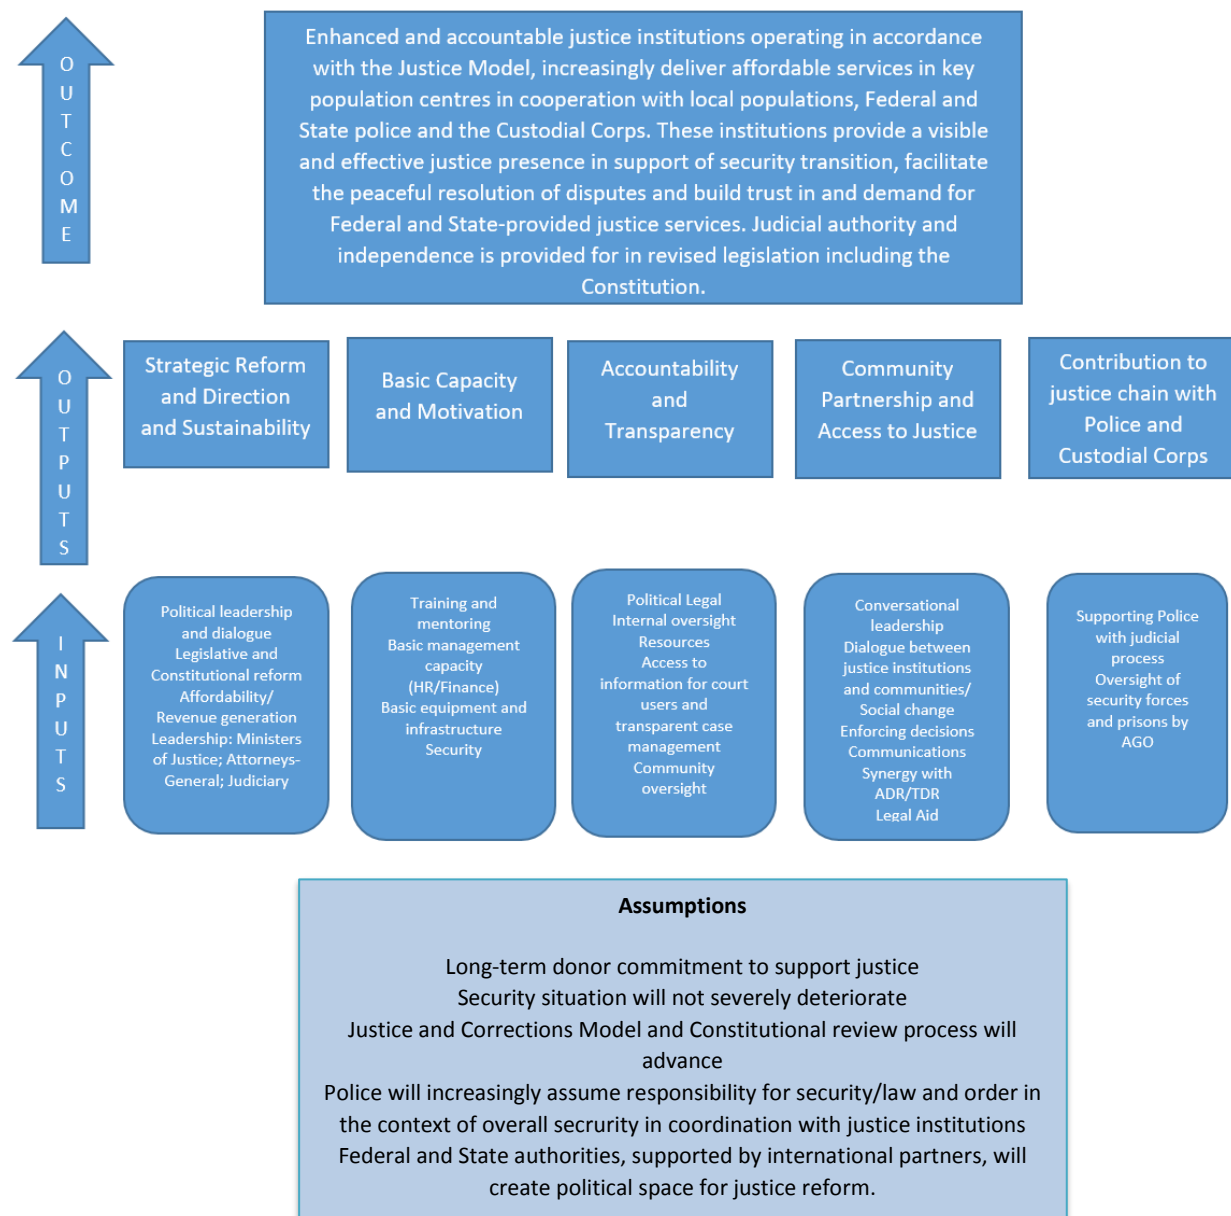 OUTCOME
Enhanced and accountable justice institutions operating in accordance
with the Justice Model, increasingly deliver affordable services in key
population centres in cooperation with local populations, Federal and
State police and the Custodial Corps. These institutions provide a visible
and effective justice presence in support of security transition, facilitate
the peaceful resolution of disputes and build trust in and demand for
Federal and State-provided justice services. Judicial authority and
independence is provided for in revised legislation including the
Constitution.
OUTPUTS
Strategic Reform
and Direction
and Sustainability
Basic Capacity
and Motivation
Accountability
and
Transparency
Community
Partnership and
Access to Justice
Contribution to
justice chain with
Police and
Custodial Corps
INPUTS
Political leadership
and dialogue
Legislative and
Constitutional reform
Affordability/
Revenue generation
Leadership: Ministers
of Justice; Attorneys-
General; Judiciary
Training and
mentoring
Basic management
capacity
(HR/Finance)
Basic equipment and
infrastructure
Security
Political Legal
Internal oversight
Resources
Access to
information for court
users and
transparent case
management
Community
oversight
Conversational
leadership
Dialogue between
justice institutions
and communities/
Social change
Enforcing decisions
Communications
Synergy with
ADR/TDR
Legal Aid
Supporting Police
with judicial
process
Oversight of
security forces
and prisons by
AGO
Assumptions
Long-term donor commitment to support justice
Security situation will not severely deteriorate
Justice and Corrections Model and Constitutional review process will
advance
Police will increasingly assume responsibility for security/law and order in
the context of overall secrurity in coordination with justice institutions
Federal and State authorities, supported by international partners, will
create political space for justice reform.